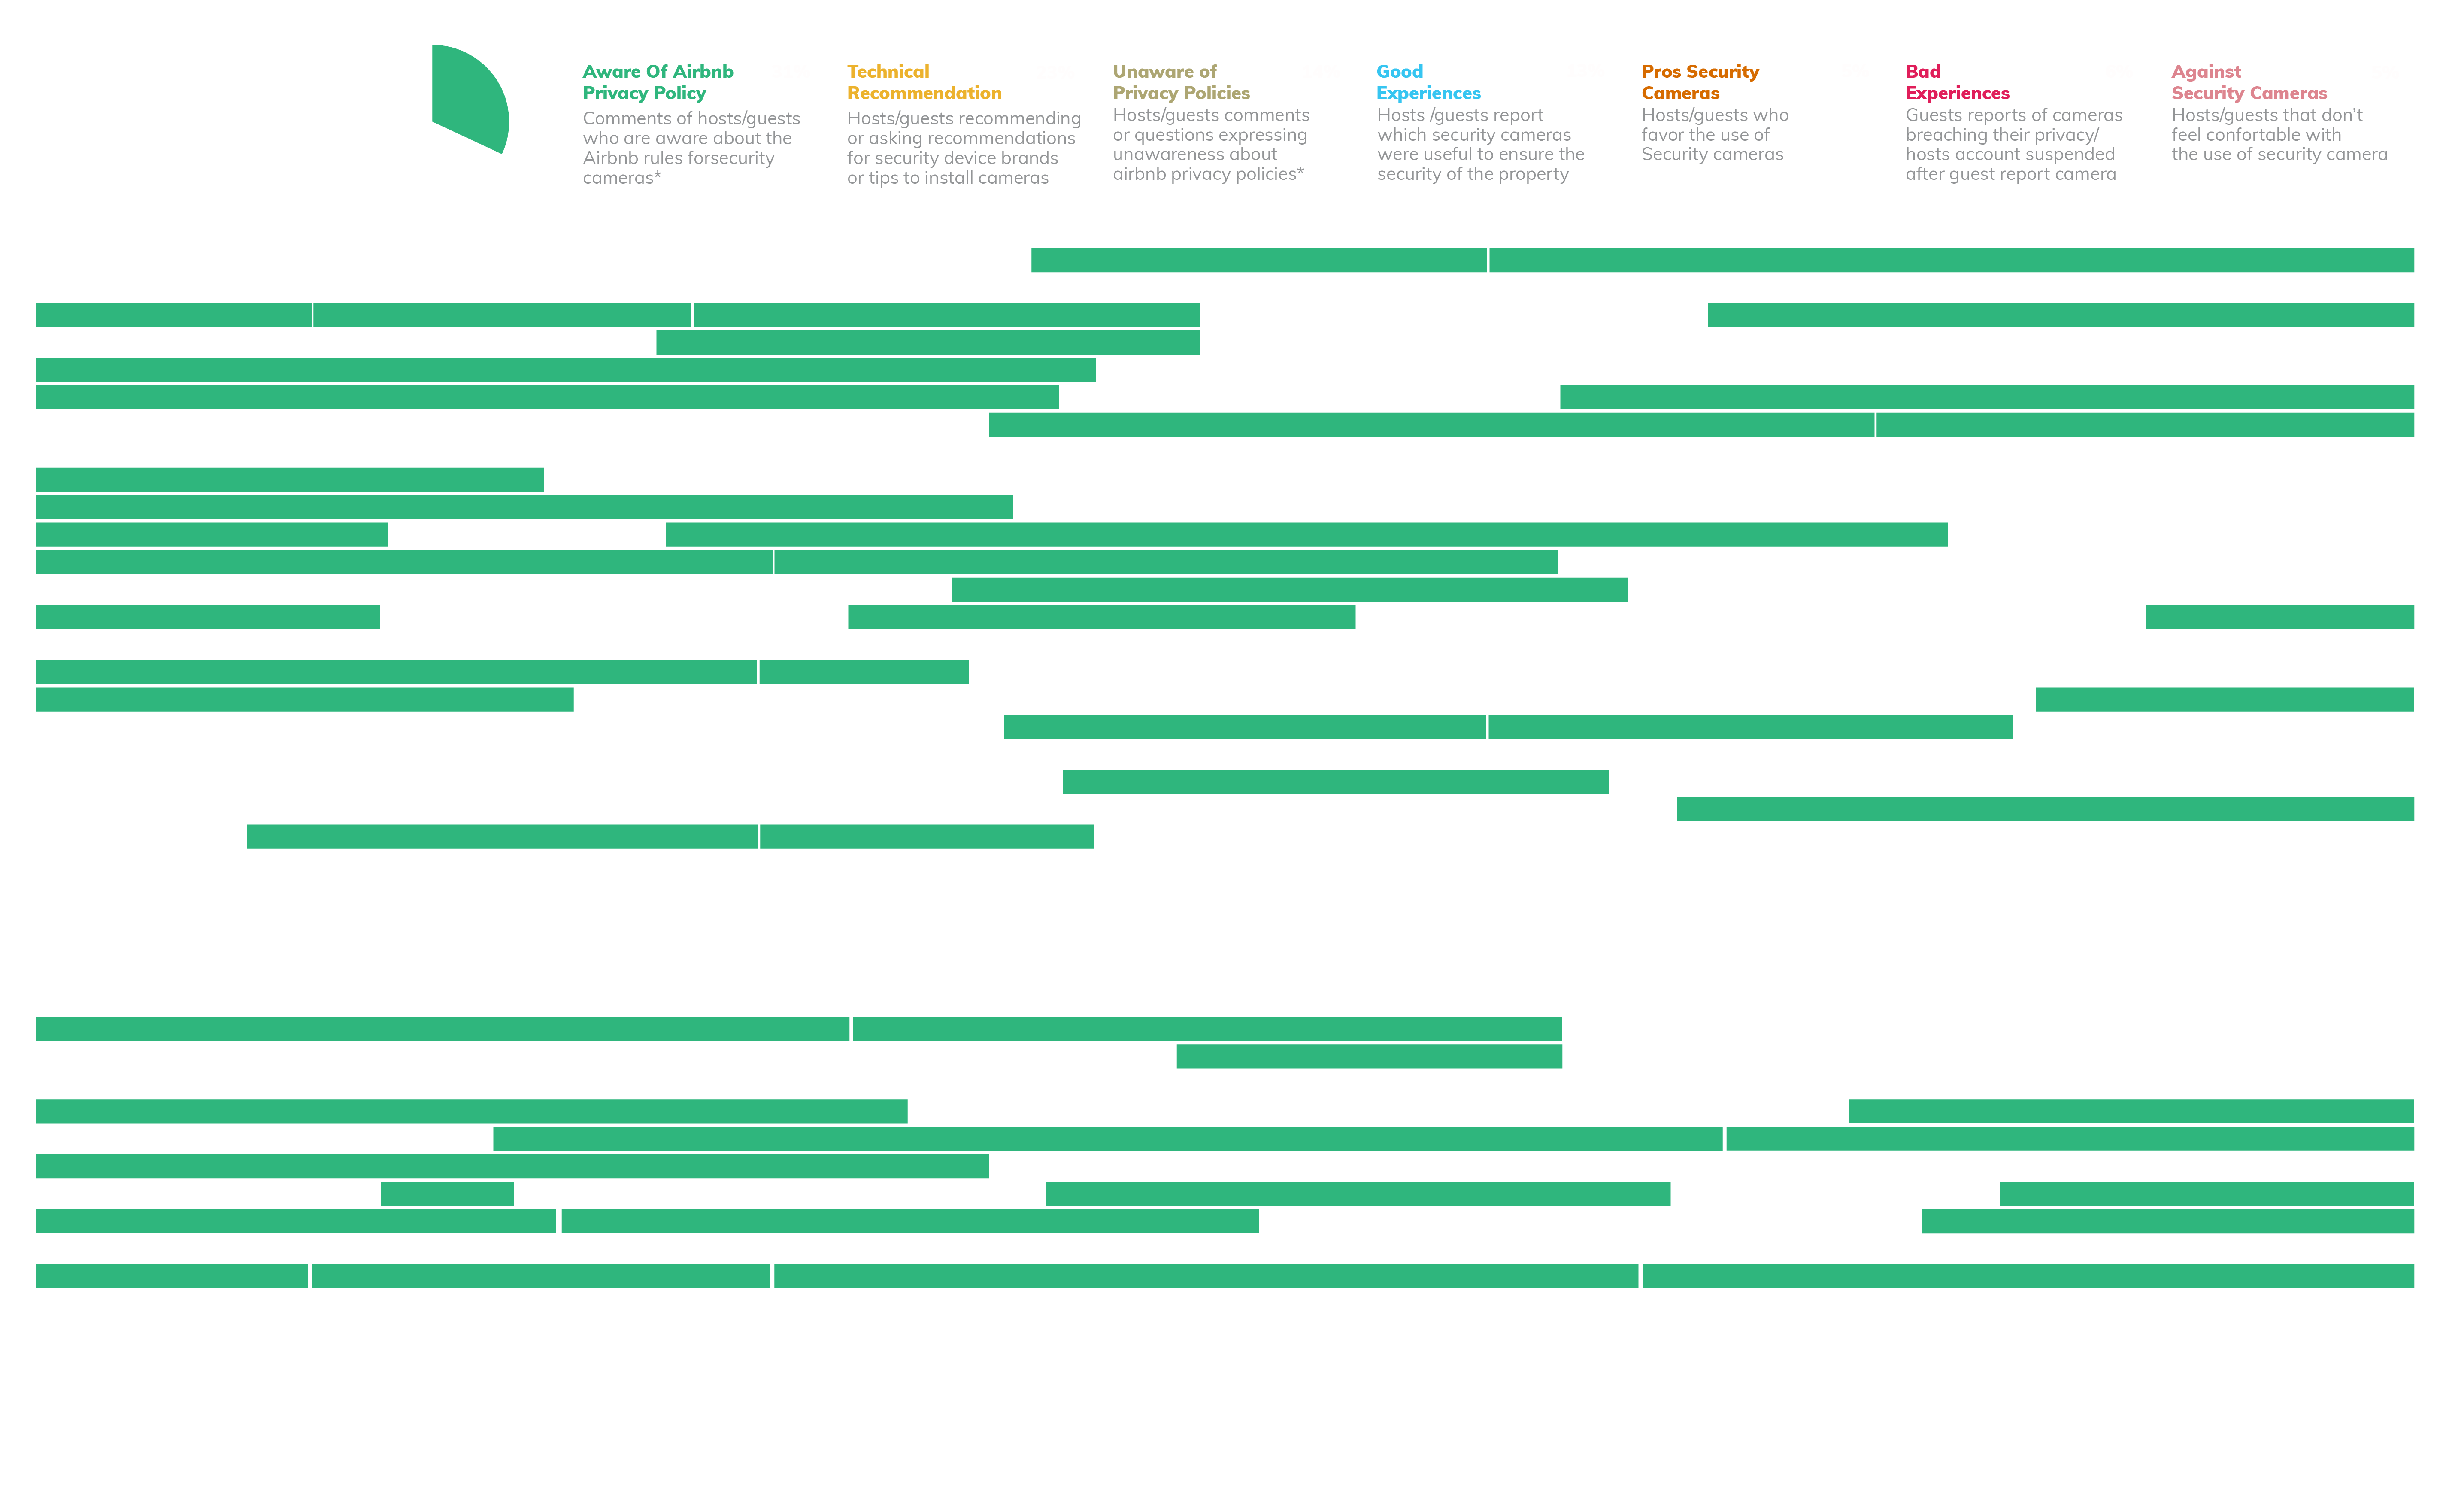 Aware Of Airbnb
Privacy Policy
Comments of hosts/guests
who are aware about the
Airbnb rules forsecurity
cameras*
Technical
Recommendation
Hosts/guests recommending
or asking recommendations
for security device brands
or tips to install cameras
Unaware of
Privacy Policies
Hosts/guests comments
or questions expressing
unawareness about
airbnb privacy policies*
Good
Experiences
Hosts /guests report
which security cameras
were useful to ensure the
security of the property
Pros Security
Cameras
Hosts/guests who
favor the use of
Security cameras
Bad
Experiences
Guests reports of cameras
breaching their privacy/
hosts account suspended
after guest report camera
Against
Security Cameras
Hosts/guests that don’t
feel confortable with
the use of security camera